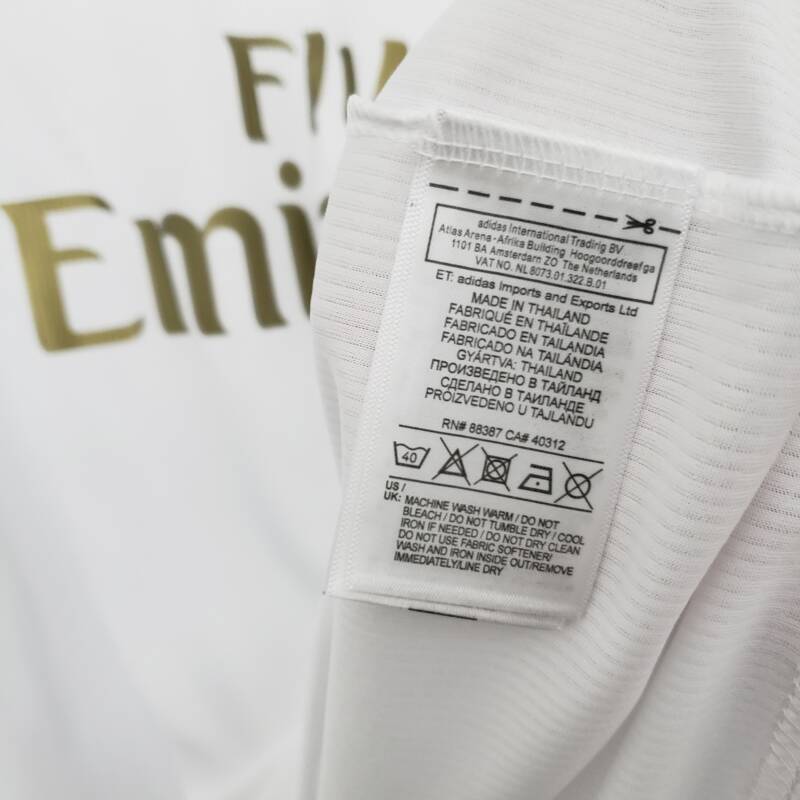 Fly
Emi
adidas International Tradirig BV
Atlas Arena-Afrika Building Hoogoorddreefga
1101 BA Amsterdam ZO The Netherlands
VAT NO. NL 8073.01.322.B.01
ET: adidas Imports and Exports Ltd
MADE IN THAILAND
FABRIQUÉ EN THAÏLANDE
FABRICADO EN TAILANDIA
FABRICADO NA TAILÂNDIA
GYÁRTVA: THAILAND
ПРОИЗВЕДЕНО В ТАЙЛАНД
СДЕЛАНО В ТАИЛАНДЕ
PROIZVEDENO U TAJLANDU
RN# 88387 CA# 40312
40
US /
UK: MACHINE WASH WARM / DO NOT
BLEACH / DO NOT TUMBLE DRY / COOL
IRON IF NEEDED / DO NOT DRY CLEAN
DO NOT USE FABRIC SOFTENER/
WASH AND IRON INSIDE OUT/REMOVE
IMMEDIATELY/LINE DRY